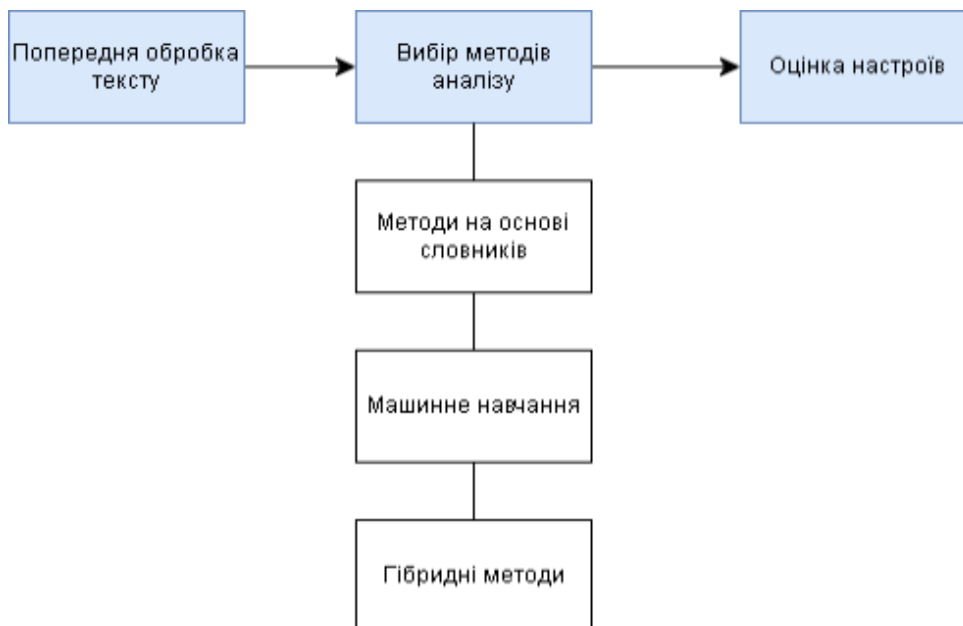 Попередня обробка
тексту
Вибір методів
аналізу
Оцінка настроїв
Методи на основі
словників
Машинне навчання
Гібридні методи